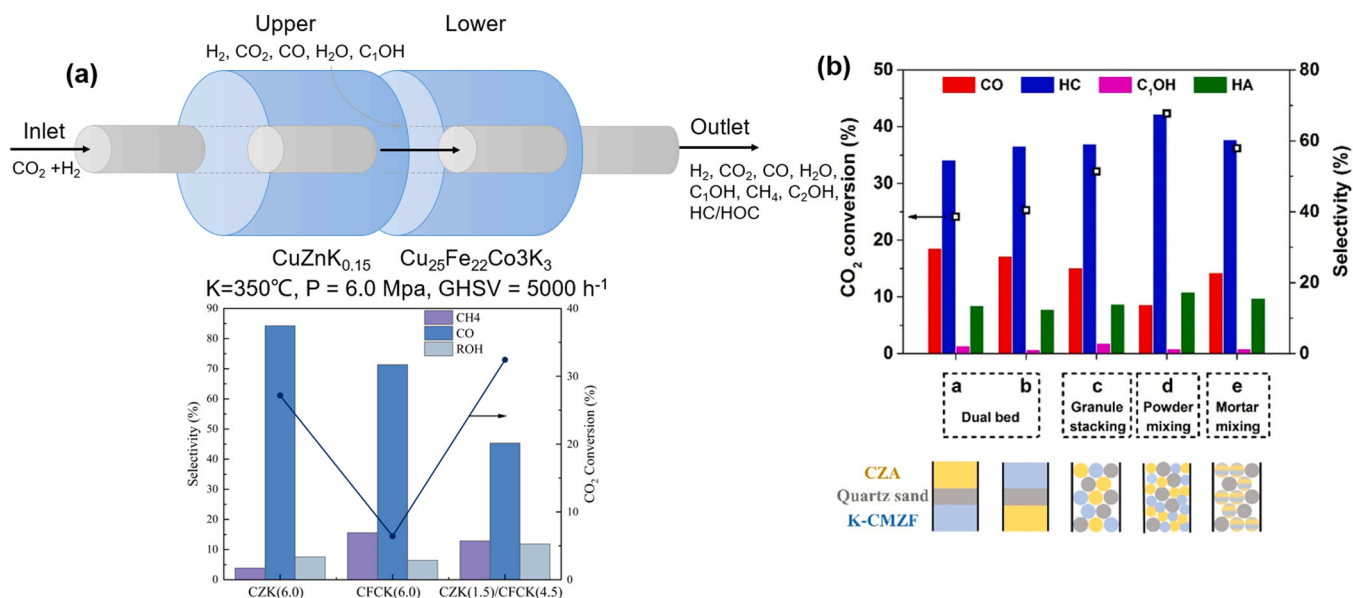 (a)
Upper
Lower
H₂, CO₂, CO, H₂O, C₁OH
Inlet
CO₂ +H₂
Outlet
H₂, CO₂, CO, H₂O,
C₁OH, CH₄, C₂OH,
HC/HOC
CuZnK₀.₁₅
Cu₂₅Fe₂₂Co3K₃
K=350℃, P = 6.0 Mpa, GHSV = 5000 h⁻¹
CH4
CO
ROH
Selectivity (%)
90
80
70
60
50
40
30
20
10
0
CO₂ Conversion (%)
40
30
20
10
0
CZK(6.0)
CFCK(6.0)
CZK(1.5)/CFCK(4.5)
(b)
CO
HC
C₁OH
HA
CO₂ conversion (%)
50
40
30
20
10
0
Selectivity (%)
80
60
40
20
0
a
b
c
d
e
Dual bed
Granule
stacking
Powder
mixing
Mortar
mixing
CZA
Quartz sand
K-CMZF